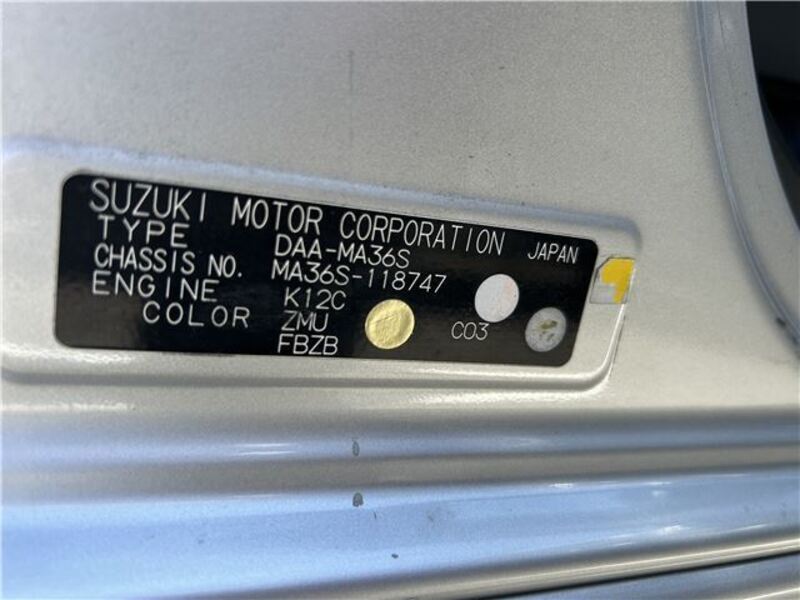 SUZUKI MOTOR CORPORATION JAPAN
TYPE DAA-MA36S
CHASSIS NO. MA36S-118747
ENGINE K12C
COLOR ZMU C03
FBZB